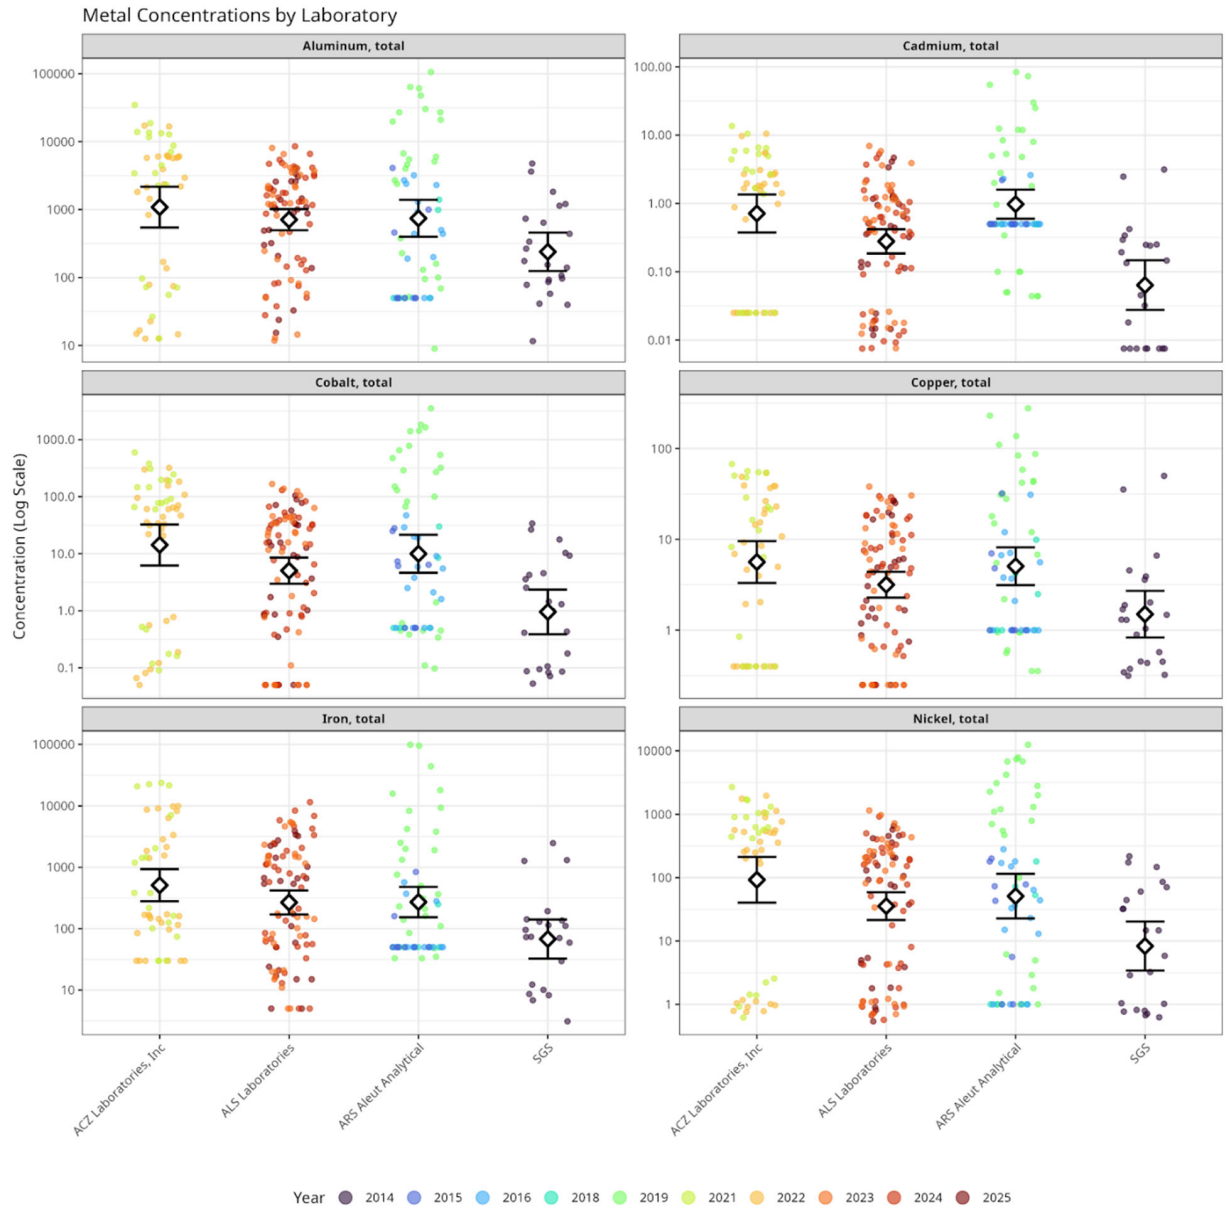 Metal Concentrations by Laboratory
Aluminum, total
Cadmium, total
100000
10000
1000
100
10
100.00
10.00
1.00
0.10
0.01
Cobalt, total
Copper, total
1000.0
100.0
10.0
1.0
0.1
100
10
1
Concentration (Log Scale)
Iron, total
Nickel, total
100000
10000
1000
100
10
10000
1000
100
10
1
ACZ Laboratories, Inc
ALS Laboratories
ARS Aleut Analytical
SGS
ACZ Laboratories, Inc
ALS Laboratories
ARS Aleut Analytical
SGS
Year 2014 2015 2016 2018 2019 2021 2022 2023 2024 2025